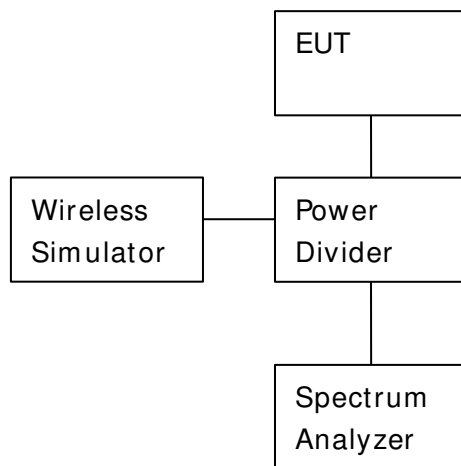 EUT
Wireless
Simulator
Power
Divider
Spectrum
Analyzer